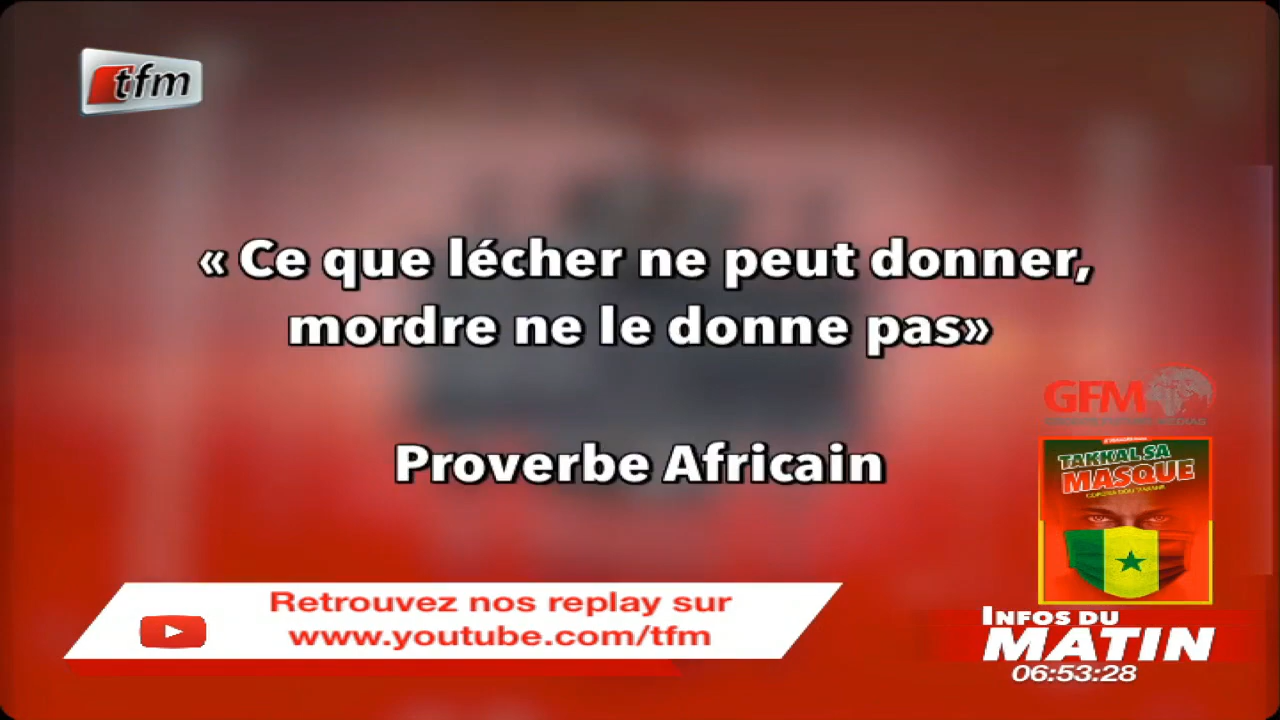 tfm
« Ce que lécher ne peut donner,
mordre ne le donne pas»
Proverbe Africain
GFM
TAKKAL SA
MASQUE
Retrouvez nos replay sur
www.youtube.com/tfm
INFOS DU
MATIN
06:53:28